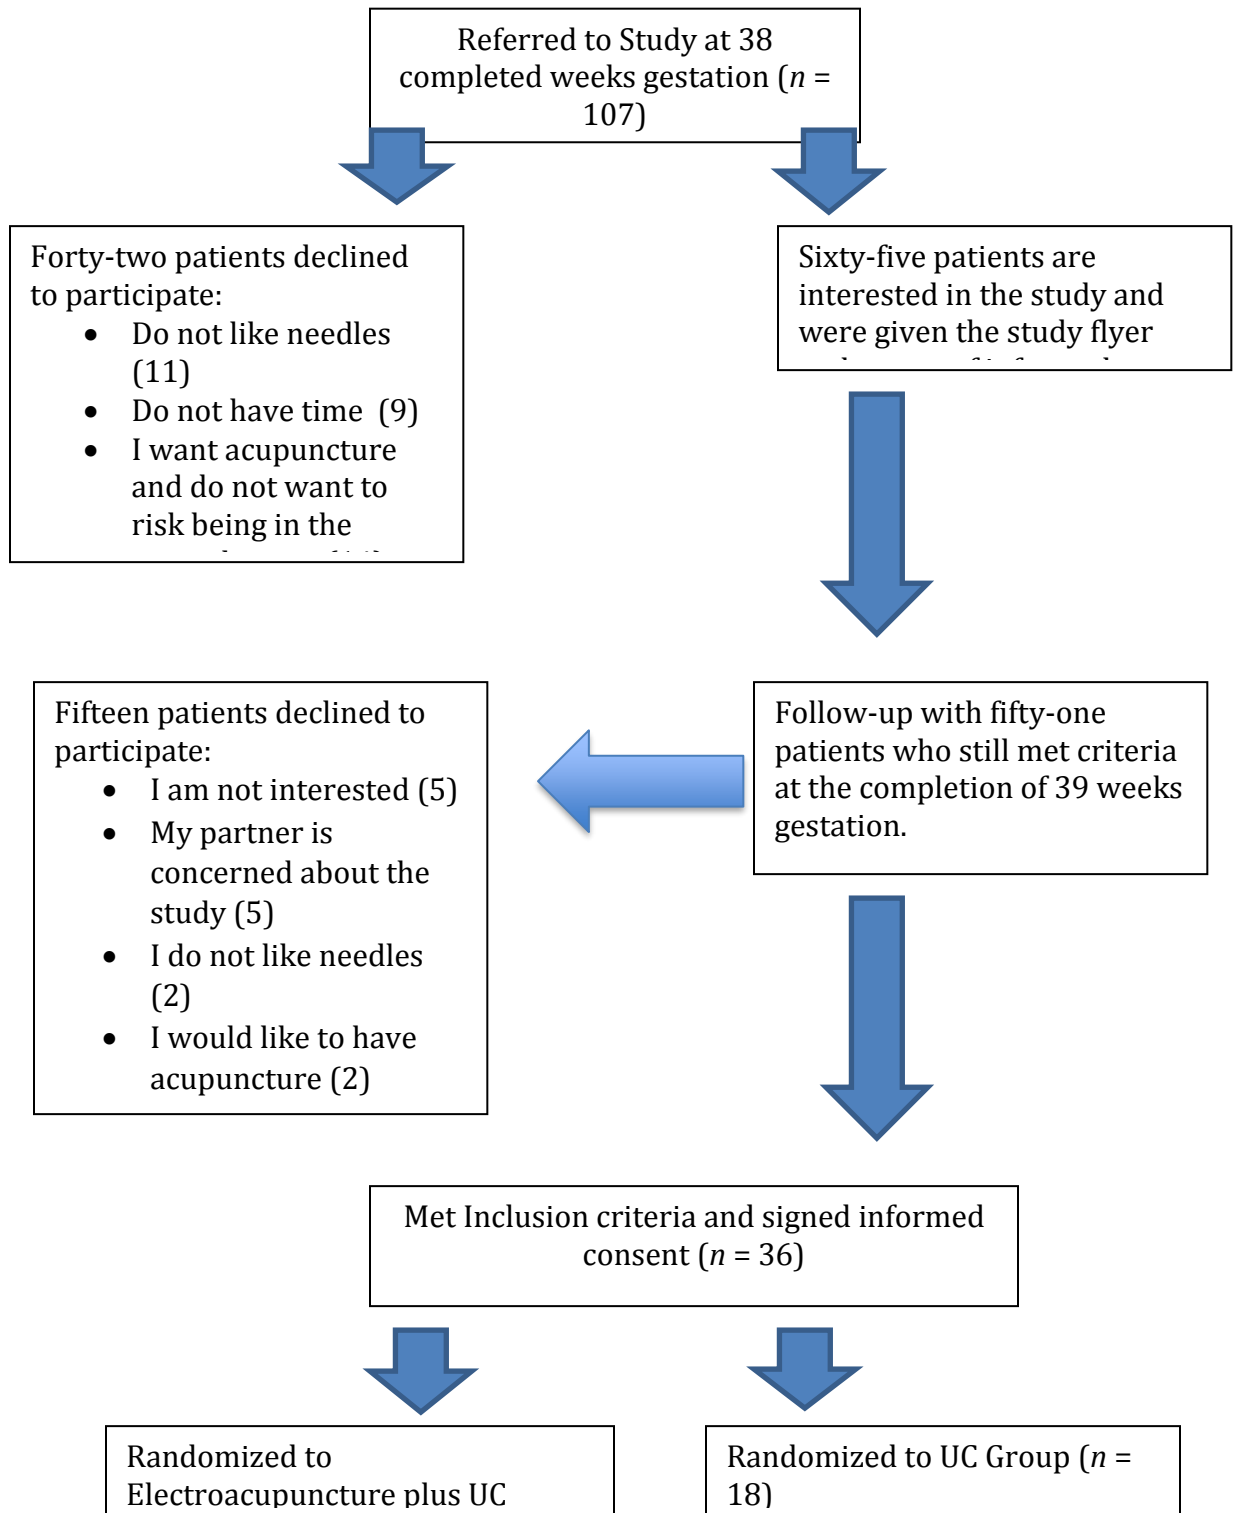 Referred to Study at 38
completed weeks gestation (n =
107)
Forty-two patients declined
to participate:
• Do not like needles
(11)
• Do not have time (9)
• I want acupuncture
and do not want to
risk being in the
Sixty-five patients are
interested in the study and
were given the study flyer
Fifteen patients declined to
participate:
• I am not interested (5)
• My partner is
concerned about the
study (5)
• I do not like needles
(2)
• I would like to have
acupuncture (2)
Follow-up with fifty-one
patients who still met criteria
at the completion of 39 weeks
gestation.
Met Inclusion criteria and signed informed
consent (n = 36)
Randomized to
Electroacupuncture plus UC
Randomized to UC Group (n =
18)